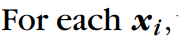 For each 𝒙ᵢ,